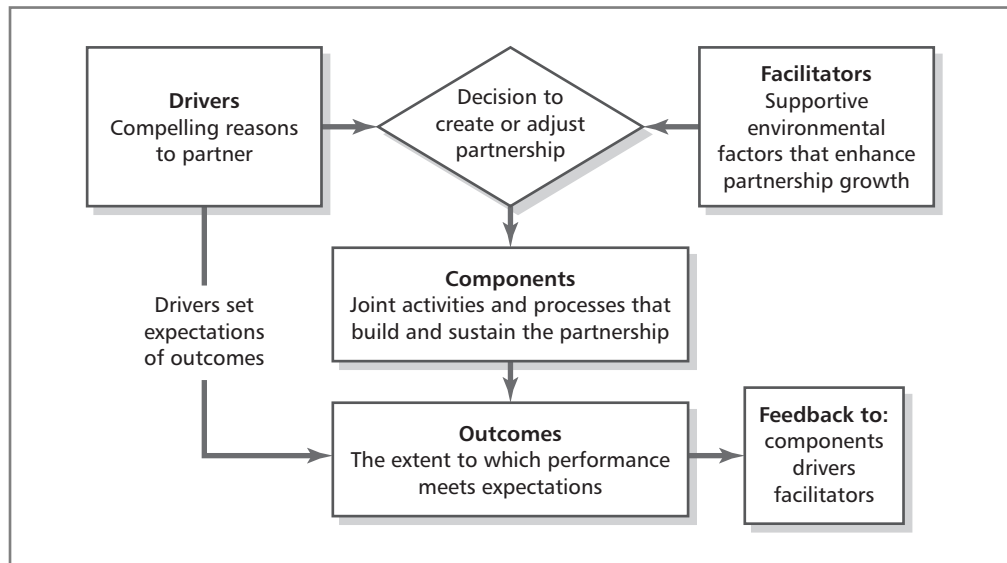 Drivers
Compelling reasons
to partner
Decision to
create or adjust
partnership
Facilitators
Supportive
environmental
factors that enhance
partnership growth
Components
Joint activities and processes that
build and sustain the partnership
Drivers set
expectations
of outcomes
Outcomes
The extent to which performance
meets expectations
Feedback to:
components
drivers
facilitators